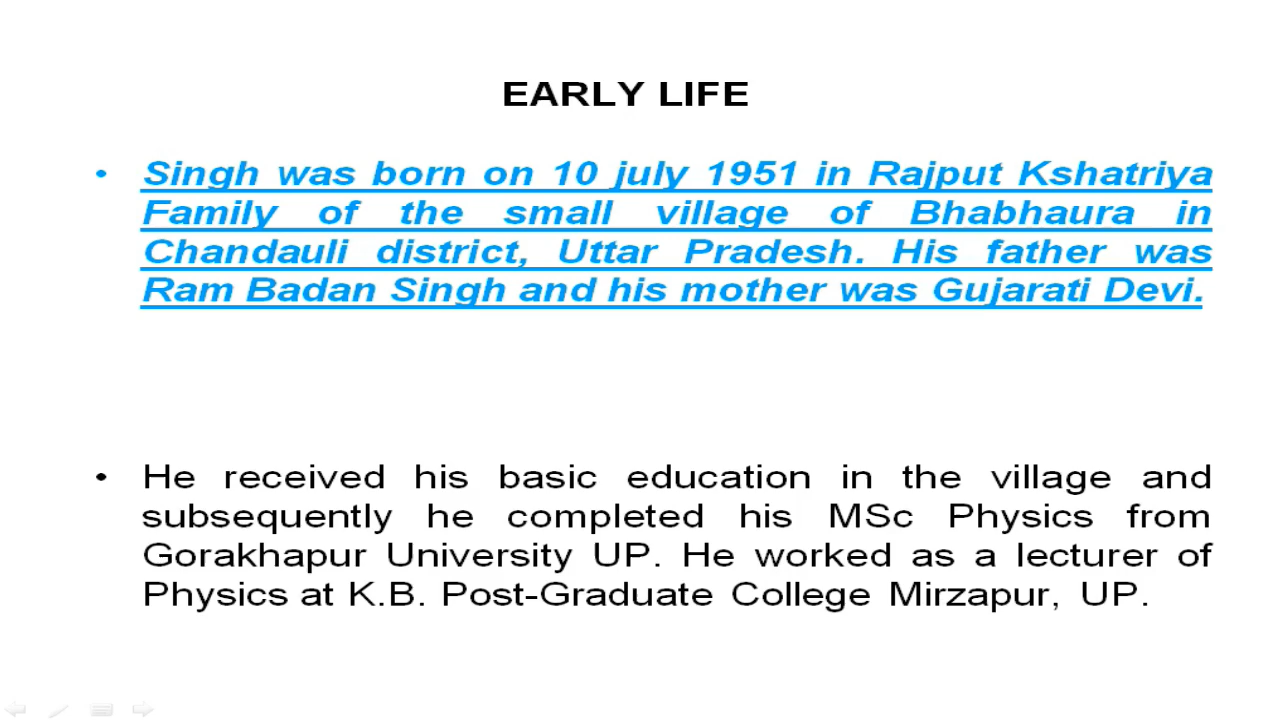 EARLY LIFE
• Singh was born on 10 july 1951 in Rajput Kshatriya
Family of the small village of Bhabhaura in
Chandauli district, Uttar Pradesh. His father was
Ram Badan Singh and his mother was Gujarati Devi.
• He received his basic education in the village and
subsequently he completed his MSc Physics from
Gorakhapur University UP. He worked as a lecturer of
Physics at K.B. Post-Graduate College Mirzapur, UP.